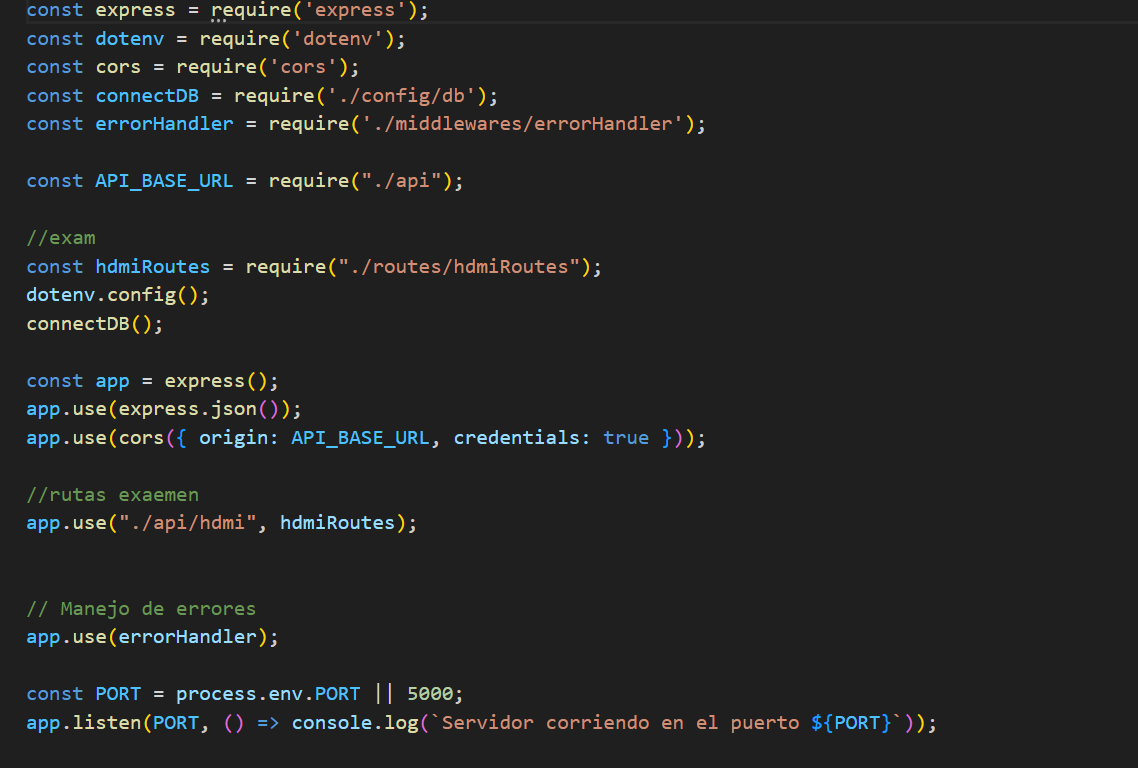 const express = require('express');
const dotenv = require('dotenv');
const cors = require('cors');
const connectDB = require('./config/db');
const errorHandler = require('./middlewares/errorHandler');
const API_BASE_URL = require("./api");
//exam
const hdmiRoutes = require("./routes/hdmiRoutes");
dotenv.config();
connectDB();
const app = express();
app.use(express.json());
app.use(cors({ origin: API_BASE_URL, credentials: true }));
//rutas exaemen
app.use("./api/hdmi", hdmiRoutes);
// Manejo de errores
app.use(errorHandler);
const PORT = process.env.PORT || 5000;
app.listen(PORT, () => console.log(`Servidor corriendo en el puerto ${PORT}`));